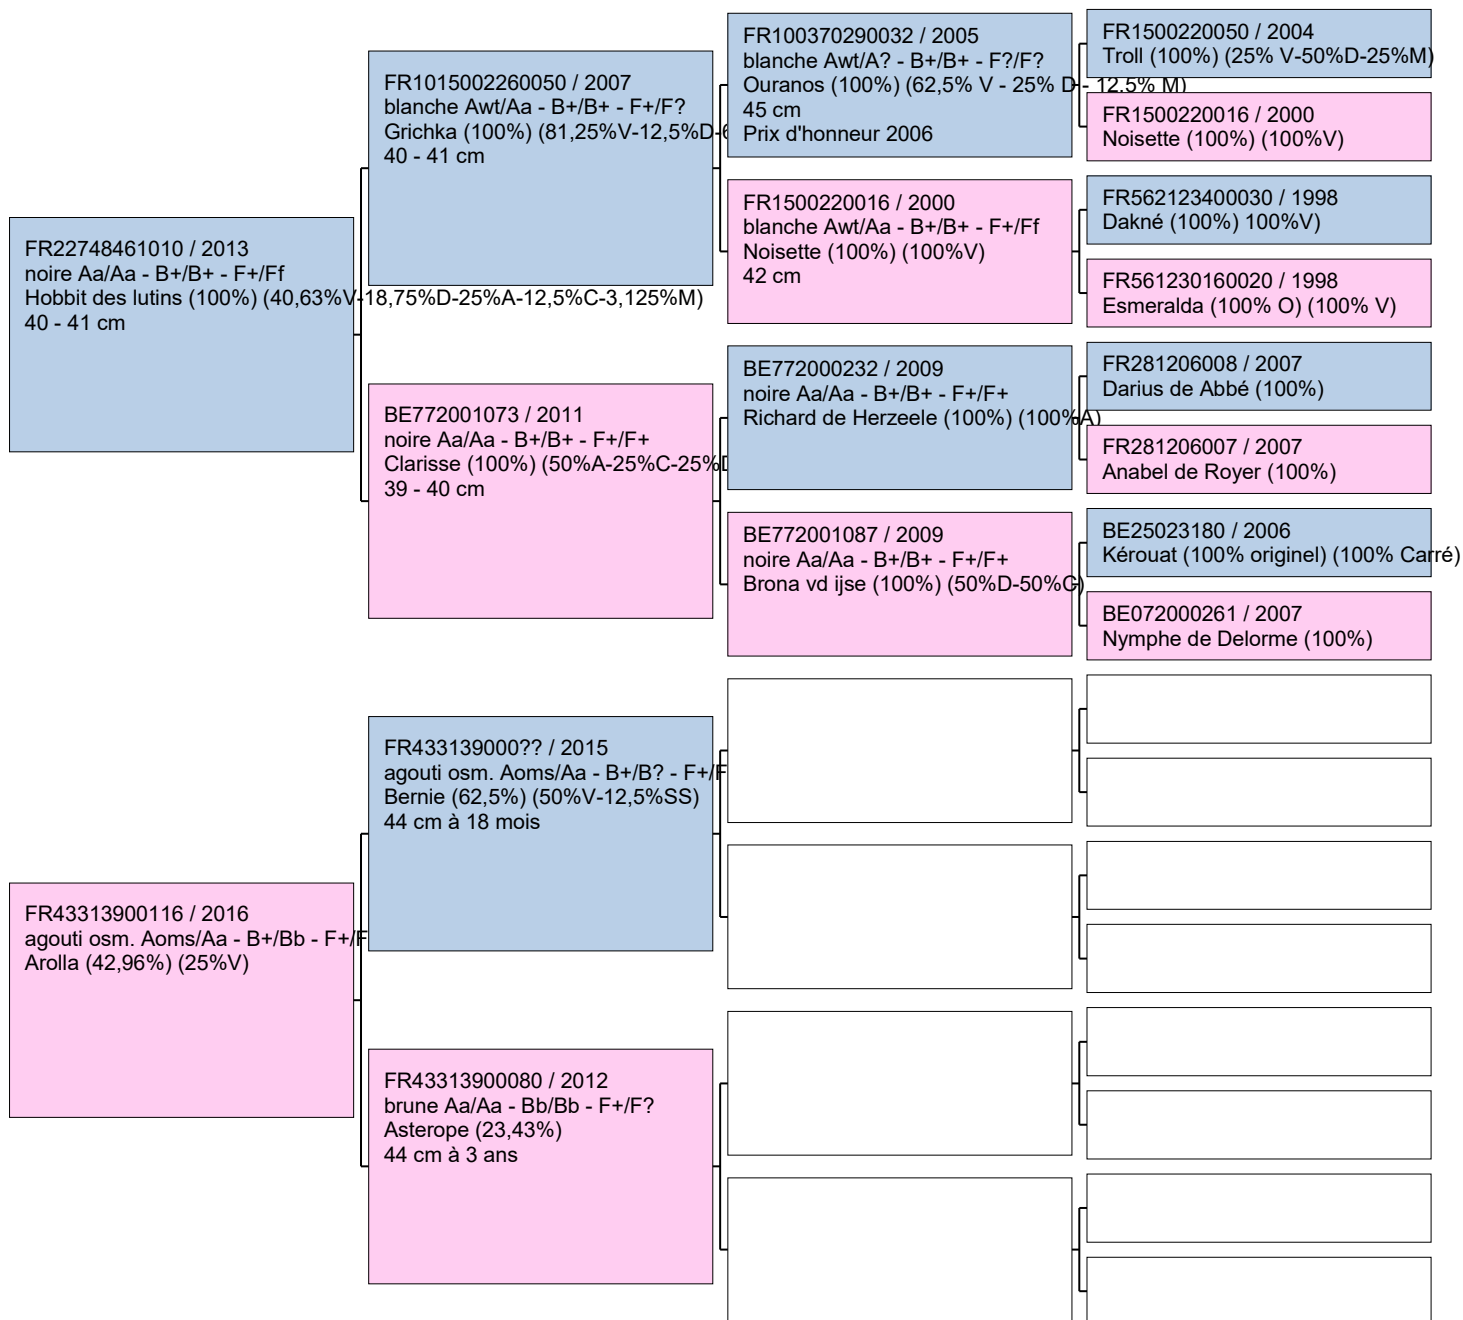 FR22748461010 / 2013
noire Aa/Aa - B+/B+ - F+/Ff
Hobbit des lutins (100%) (40,63%V-18,75%D-25%A-12,5%C-3,125%M)
40 - 41 cm
FR43313900116 / 2016
agouti osm. Aoms/Aa - B+/Bb - F+/F
Arolla (42,96%) (25%V)
FR1015002260050 / 2007
blanche Awt/Aa - B+/B+ - F+/F?
Grichka (100%) (81,25%V-12,5%D-6
40 - 41 cm
BE772001073 / 2011
noire Aa/Aa - B+/B+ - F+/F+
Clarisse (100%) (50%A-25%C-25%D
39 - 40 cm
FR433139000?? / 2015
agouti osm. Aoms/Aa - B+/B? - F+/F
Bernie (62,5%) (50%V-12,5%SS)
44 cm à 18 mois
FR43313900080 / 2012
brune Aa/Aa - Bb/Bb - F+/F?
Asterope (23,43%)
44 cm à 3 ans
FR100370290032 / 2005
blanche Awt/A? - B+/B+ - F?/F?
Ouranos (100%) (62,5% V - 25% D - 12,5% M)
45 cm
Prix d'honneur 2006
FR1500220016 / 2000
blanche Awt/Aa - B+/B+ - F+/Ff
Noisette (100%) (100%V)
42 cm
BE772000232 / 2009
noire Aa/Aa - B+/B+ - F+/F+
Richard de Herzeele (100%) (100%A)
BE772001087 / 2009
noire Aa/Aa - B+/B+ - F+/F+
Brona vd ijse (100%) (50%D-50%C)
FR1500220050 / 2004
Troll (100%) (25% V-50%D-25%M)
FR1500220016 / 2000
Noisette (100%) (100%V)
FR562123400030 / 1998
Dakné (100%) 100%V)
FR561230160020 / 1998
Esmeralda (100% O) (100% V)
FR281206008 / 2007
Darius de Abbé (100%)
FR281206007 / 2007
Anabel de Royer (100%)
BE25023180 / 2006
Kérouat (100% originel) (100% Carré)
BE072000261 / 2007
Nymphe de Delorme (100%)